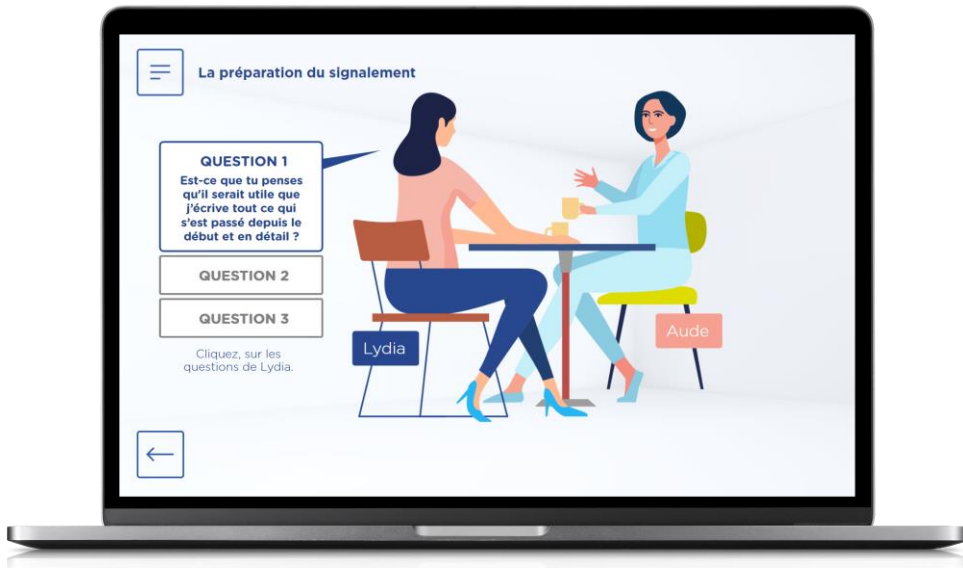 La préparation du signalement
QUESTION 1
Est-ce que tu penses
qu'il serait utile que
j'écrive tout ce qui
s'est passé depuis le
début et en détail ?
QUESTION 2
QUESTION 3
Cliquez, sur les
questions de Lydia.
Lydia
Aude